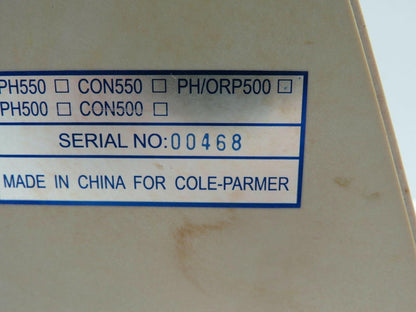 PH550 □ CON550 □ PH/ORP500 □
PH500 □ CON500 □
SERIAL NO:00468
MADE IN CHINA FOR COLE-PARMER